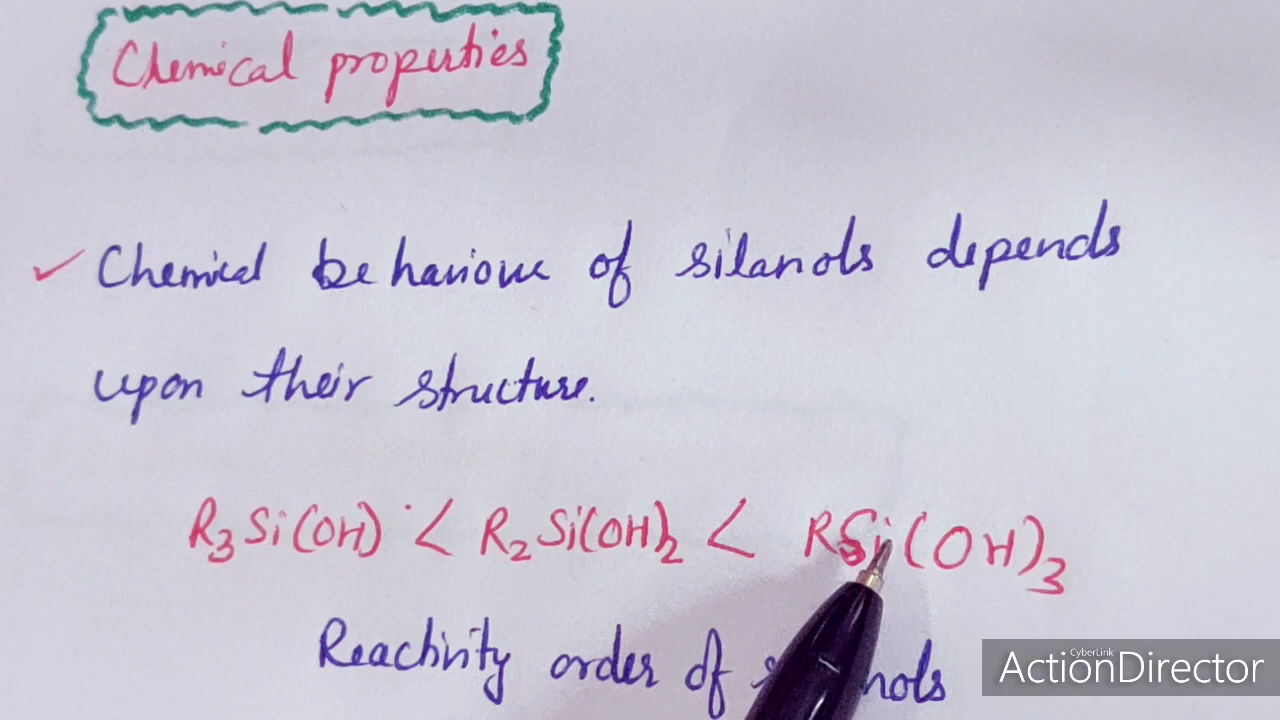 Chemical properties
Chemical behaviour of silanols depends
upon their structure.
R₃Si(OH) < R₂Si(OH)₂ < RSi(OH)₃
Reactivity order of
CyberLink
ActionDirector